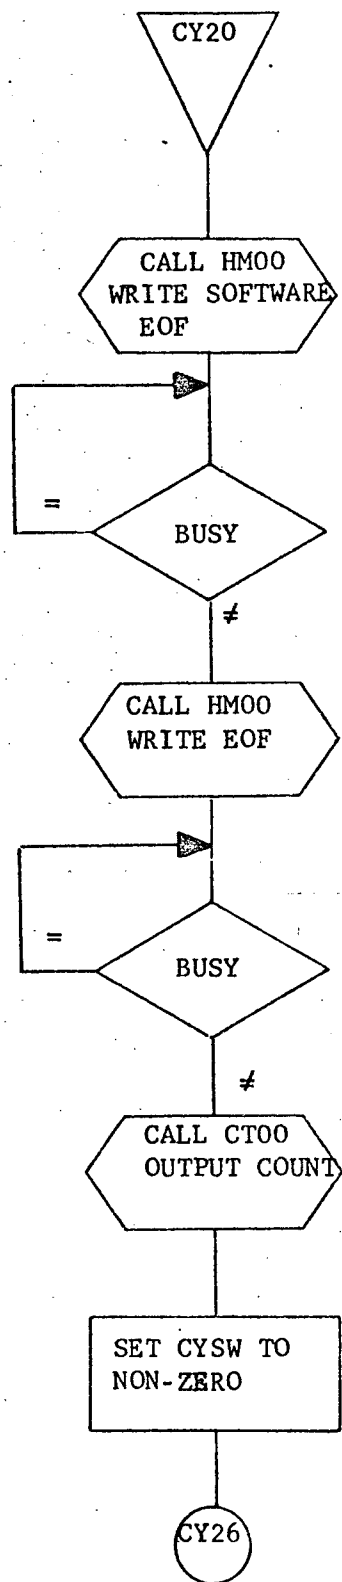 CY20
CALL HM00
WRITE SOFTWARE
EOF
=
BUSY
≠
CALL HM00
WRITE EOF
=
BUSY
≠
CALL CT00
OUTPUT COUNT
SET CYSW TO
NON-ZERO
CY26